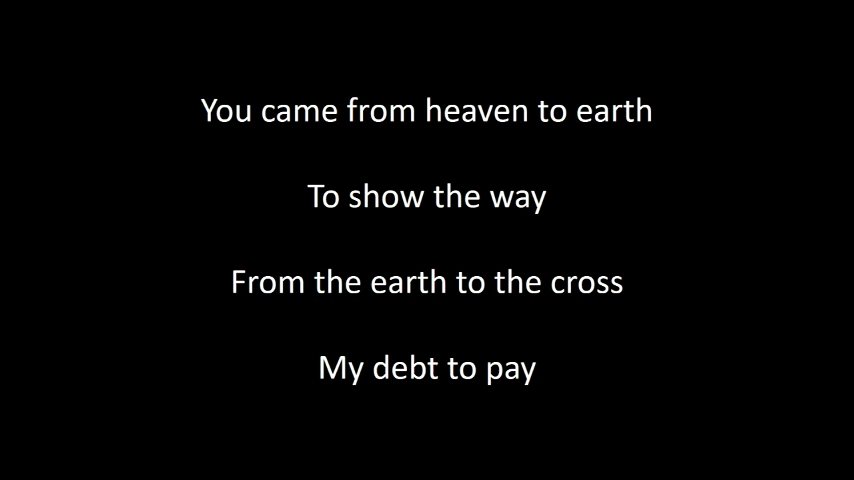 You came from heaven to earth
To show the way
From the earth to the cross
My debt to pay